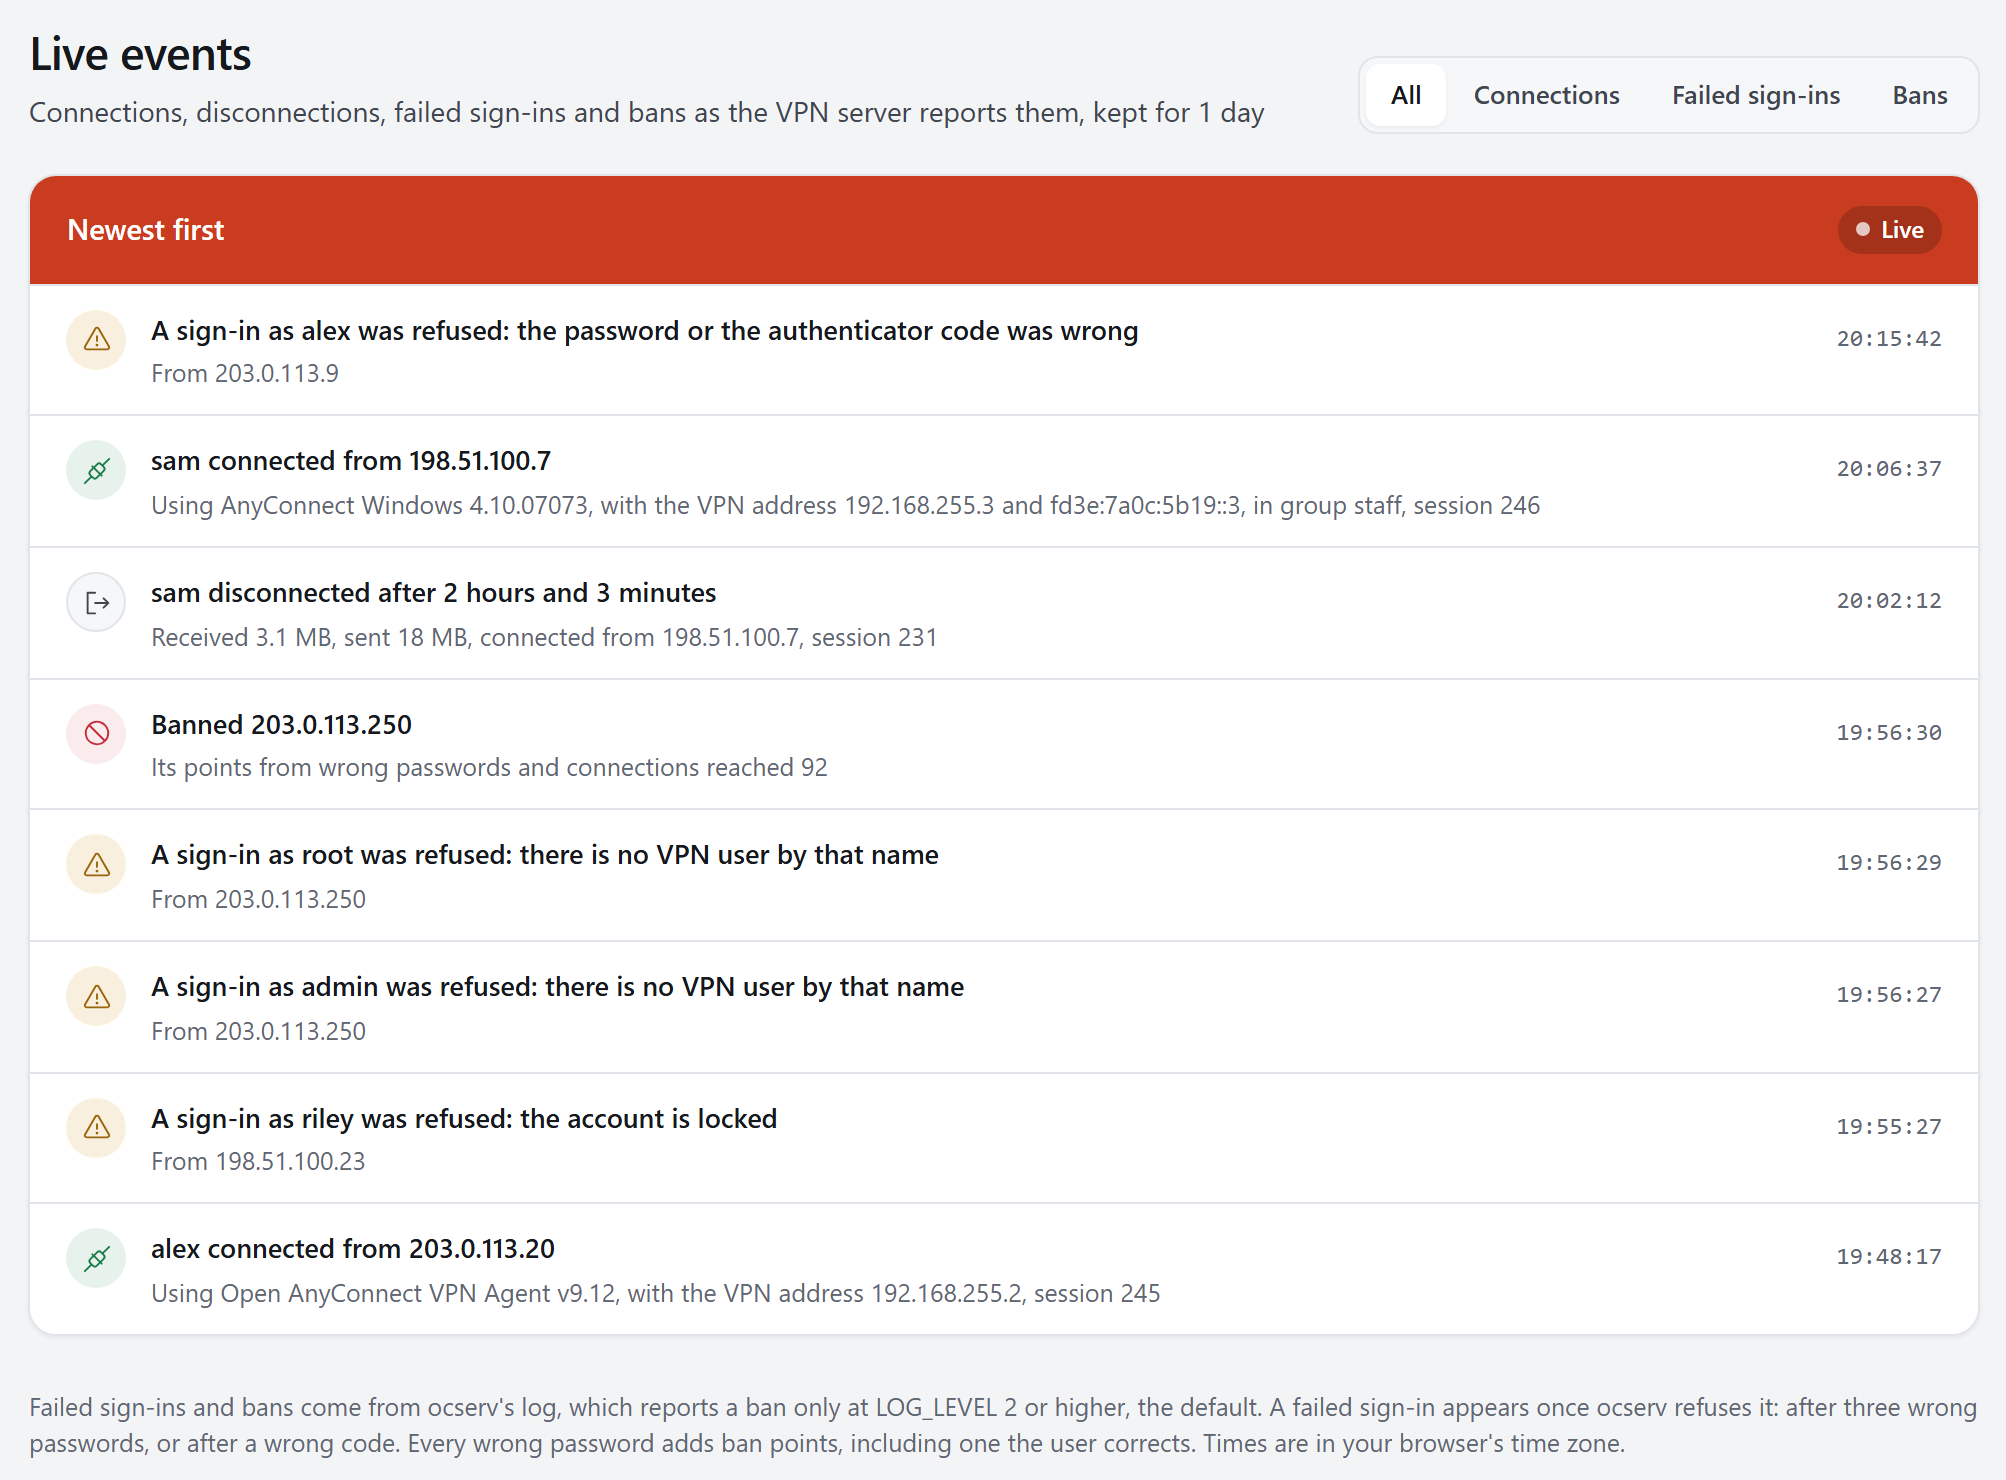 Live events
Connections, disconnections, failed sign-ins and bans as the VPN server reports them, kept for 1 day
All
Connections
Failed sign-ins
Bans
Newest first
Live
A sign-in as alex was refused: the password or the authenticator code was wrong
20:15:42
From 203.0.113.9
sam connected from 198.51.100.7
20:06:37
Using AnyConnect Windows 4.10.07073, with the VPN address 192.168.255.3 and fd3e:7a0c:5b19::3, in group staff, session 246
sam disconnected after 2 hours and 3 minutes
20:02:12
Received 3.1 MB, sent 18 MB, connected from 198.51.100.7, session 231
Banned 203.0.113.250
19:56:30
Its points from wrong passwords and connections reached 92
A sign-in as root was refused: there is no VPN user by that name
19:56:29
From 203.0.113.250
A sign-in as admin was refused: there is no VPN user by that name
19:56:27
From 203.0.113.250
A sign-in as riley was refused: the account is locked
19:55:27
From 198.51.100.23
alex connected from 203.0.113.20
19:48:17
Using Open AnyConnect VPN Agent v9.12, with the VPN address 192.168.255.2, session 245
Failed sign-ins and bans come from ocserv's log, which reports a ban only at LOG_LEVEL 2 or higher, the default. A failed sign-in appears once ocserv refuses it: after three wrong
passwords, or after a wrong code. Every wrong password adds ban points, including one the user corrects. Times are in your browser's time zone.